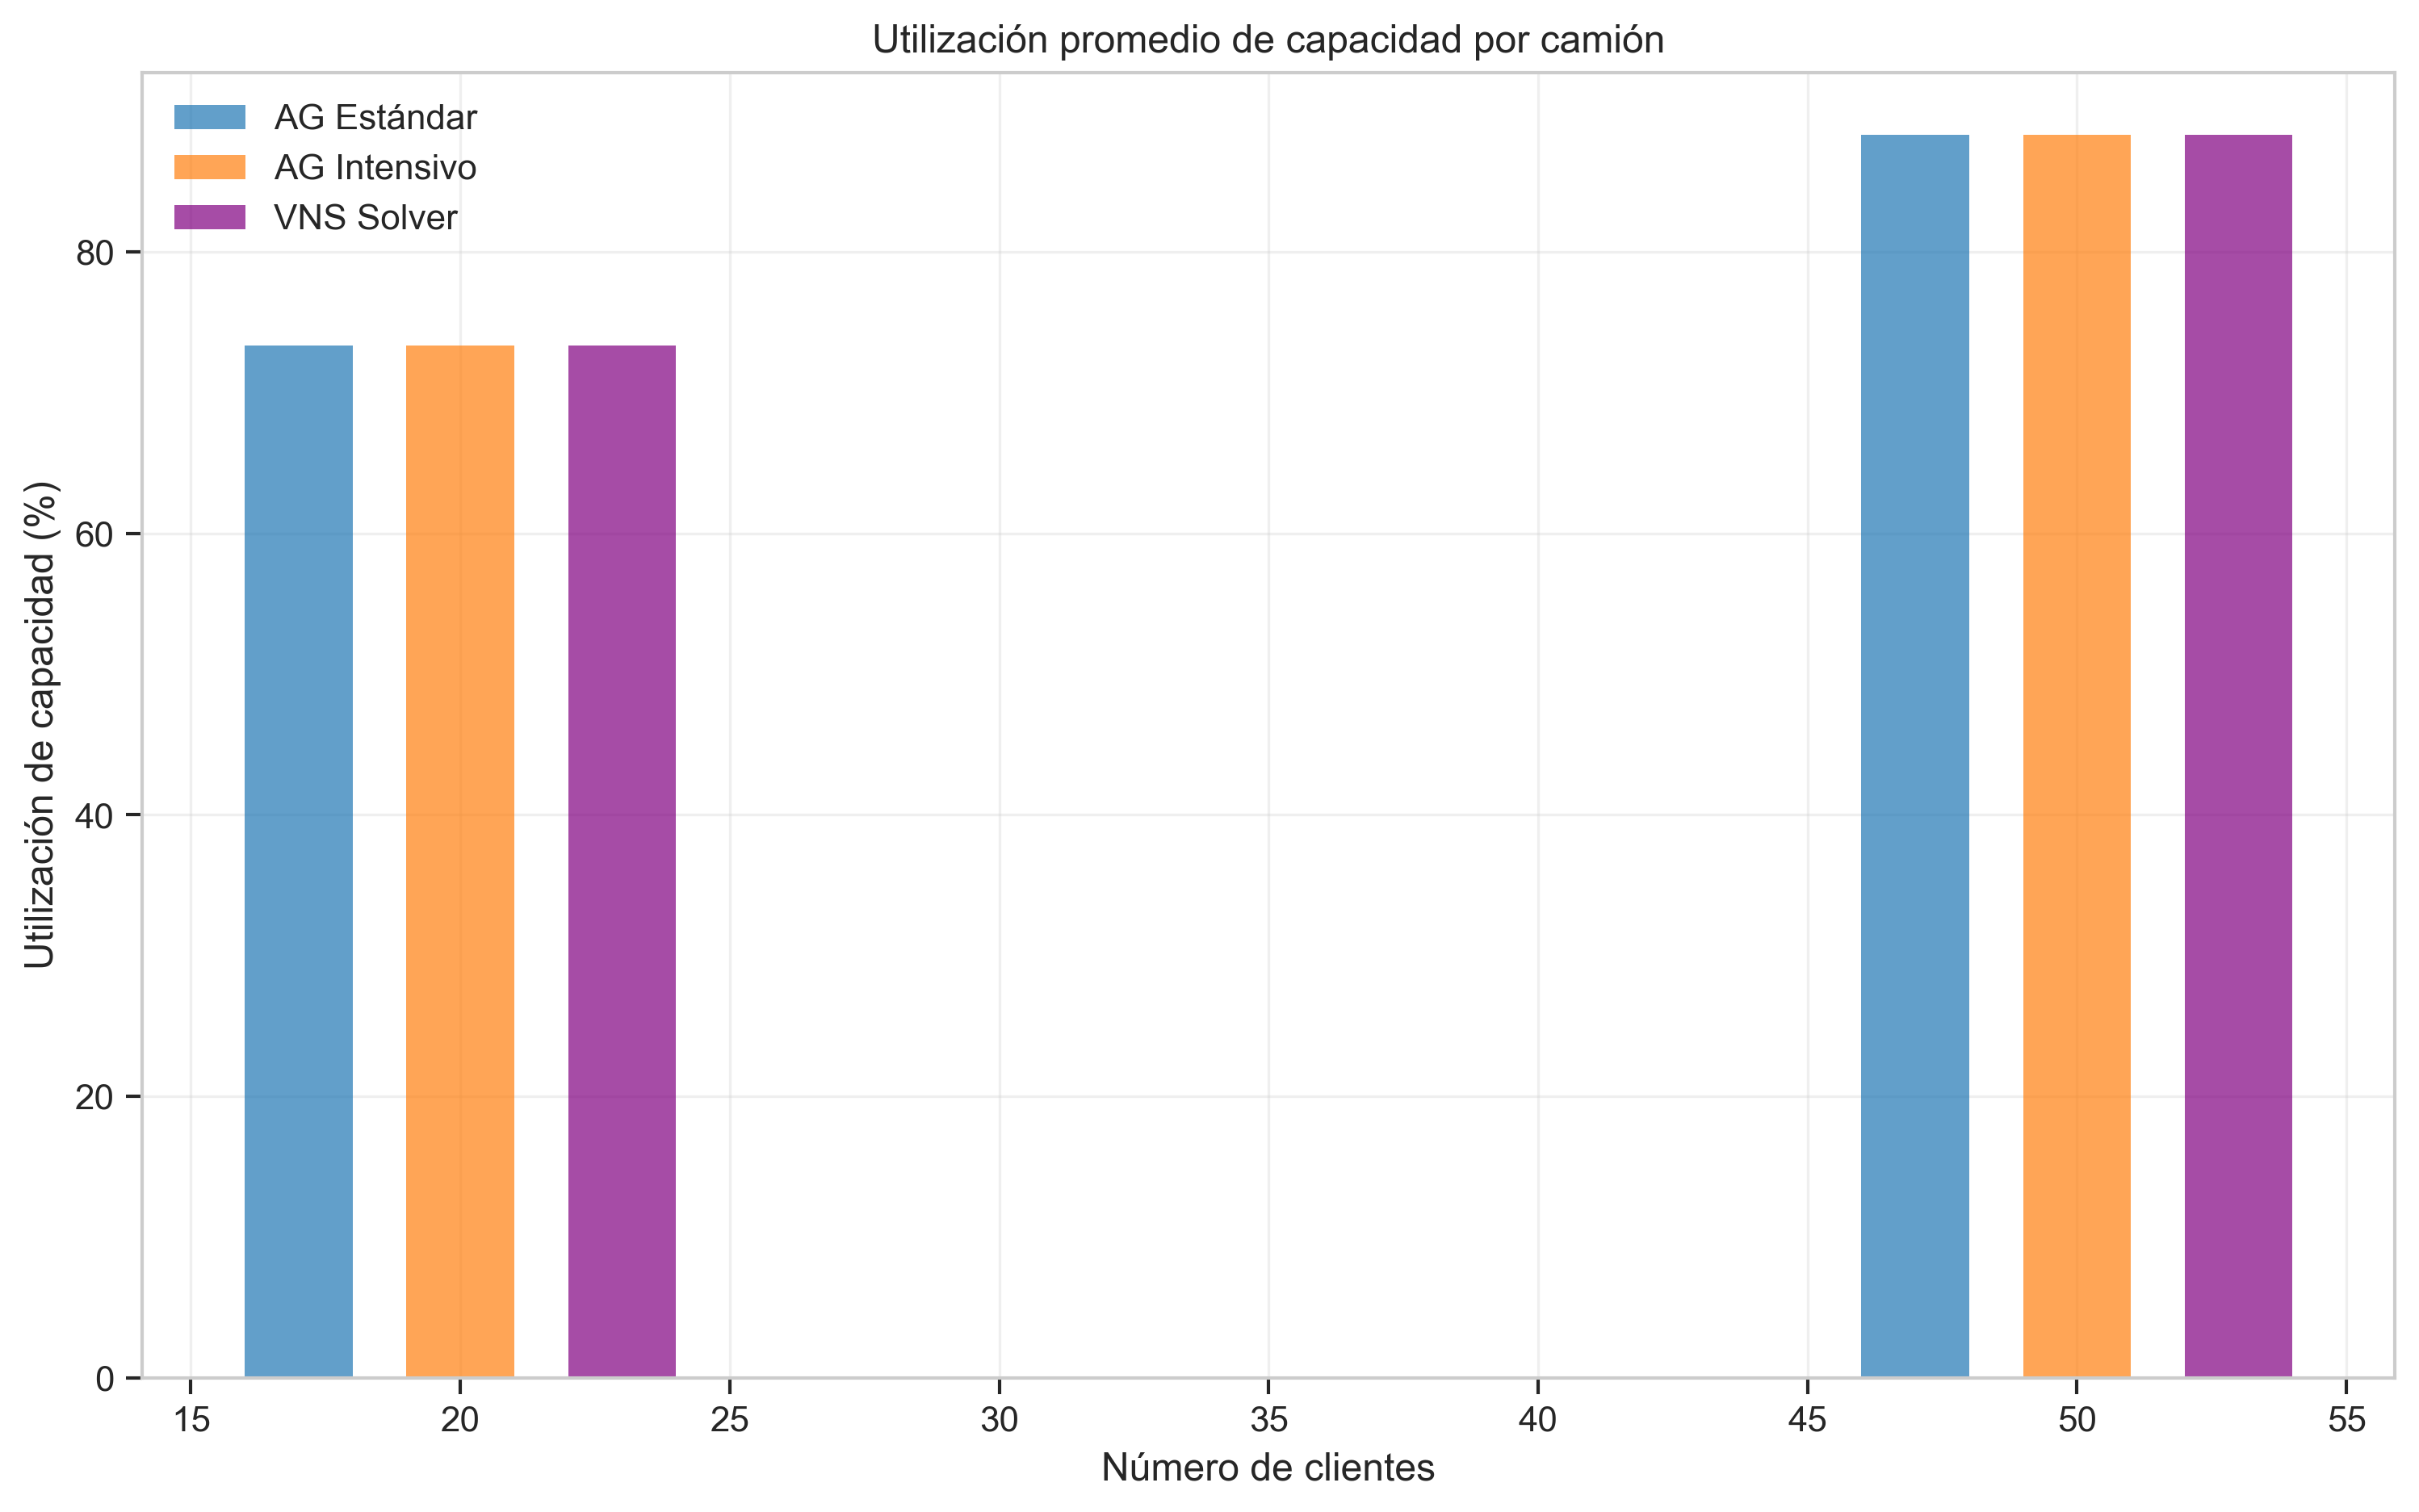 Utilización promedio de capacidad por camión
AG Estándar
AG Intensivo
VNS Solver
Utilización de capacidad (%)
80
60
40
20
0
15 20 25 30 35 40 45 50 55
Número de clientes